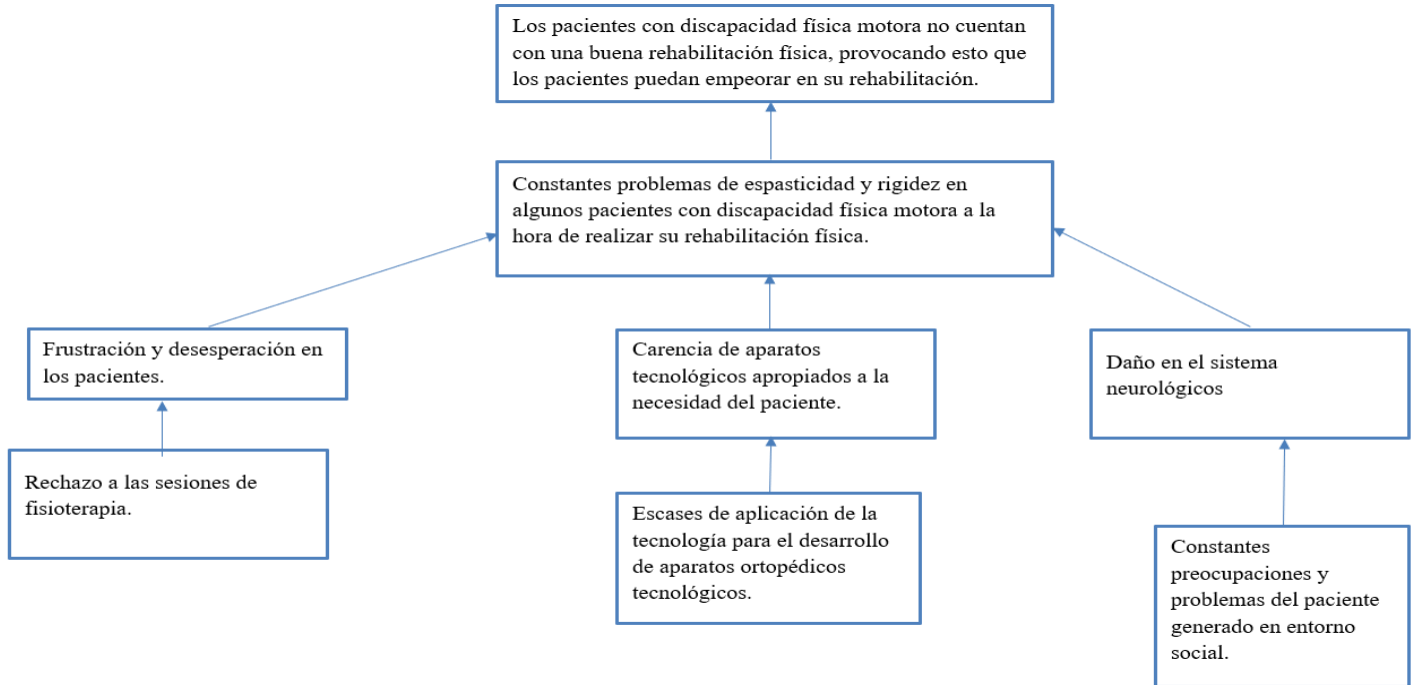 Los pacientes con discapacidad física motora no cuentan
con una buena rehabilitación física, provocando esto que
los pacientes puedan empeorar en su rehabilitación.
Constantes problemas de espasticidad y rigidez en
algunos pacientes con discapacidad física motora a la
hora de realizar su rehabilitación física.
Frustración y desesperación en
los pacientes.
Carencia de aparatos
tecnológicos apropiados a la
necesidad del paciente.
Daño en el sistema
neurológicos
Rechazo a las sesiones de
fisioterapia.
Escases de aplicación de la
tecnología para el desarrollo
de aparatos ortopédicos
tecnológicos.
Constantes
preocupaciones y
problemas del paciente
generado en entorno
social.